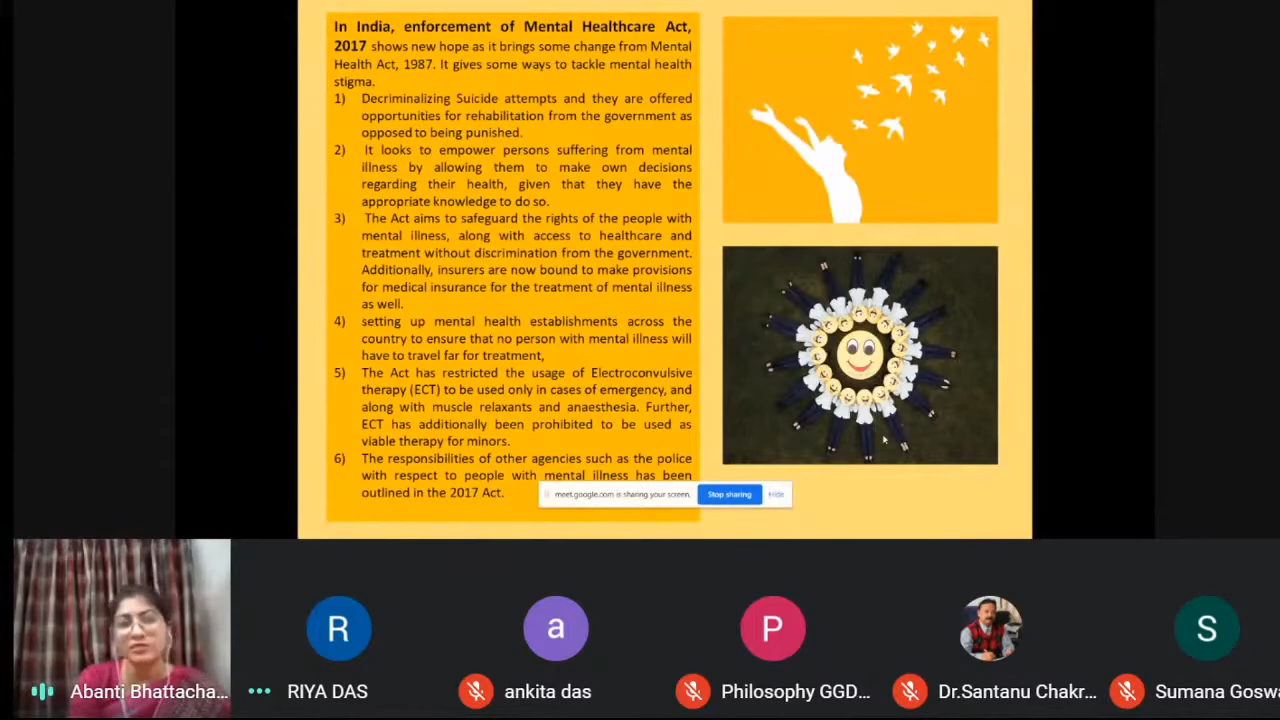 In India, enforcement of Mental Healthcare Act,
2017 shows new hope as it brings some change from Mental
Health Act, 1987. It gives some ways to tackle mental health
stigma.
1) Decriminalizing Suicide attempts and they are offered
opportunities for rehabilitation from the government as
opposed to being punished.
2) It looks to empower persons suffering from mental
illness by allowing them to make own decisions
regarding their health, given that they have the
appropriate knowledge to do so.
3) The Act aims to safeguard the rights of the people with
mental illness, along with access to healthcare and
treatment without discrimination from the government.
Additionally, insurers are now bound to make provisions
for medical insurance for the treatment of mental illness
as well.
4) setting up mental health establishments across the
country to ensure that no person with mental illness will
have to travel far for treatment,
5) The Act has restricted the usage of Electroconvulsive
therapy (ECT) to be used only in cases of emergency, and
along with muscle relaxants and anaesthesia. Further,
ECT has additionally been prohibited to be used as
viable therapy for minors.
6) The responsibilities of other agencies such as the police
with respect to people with mental illness has been
outlined in the 2017 Act.
meet.google.com is sharing your screen. Stop sharing Hide
R a P S
Abanti Bhattacha... RIYA DAS ankita das Philosophy GGD... Dr.Santanu Chakr... Sumana Gosw